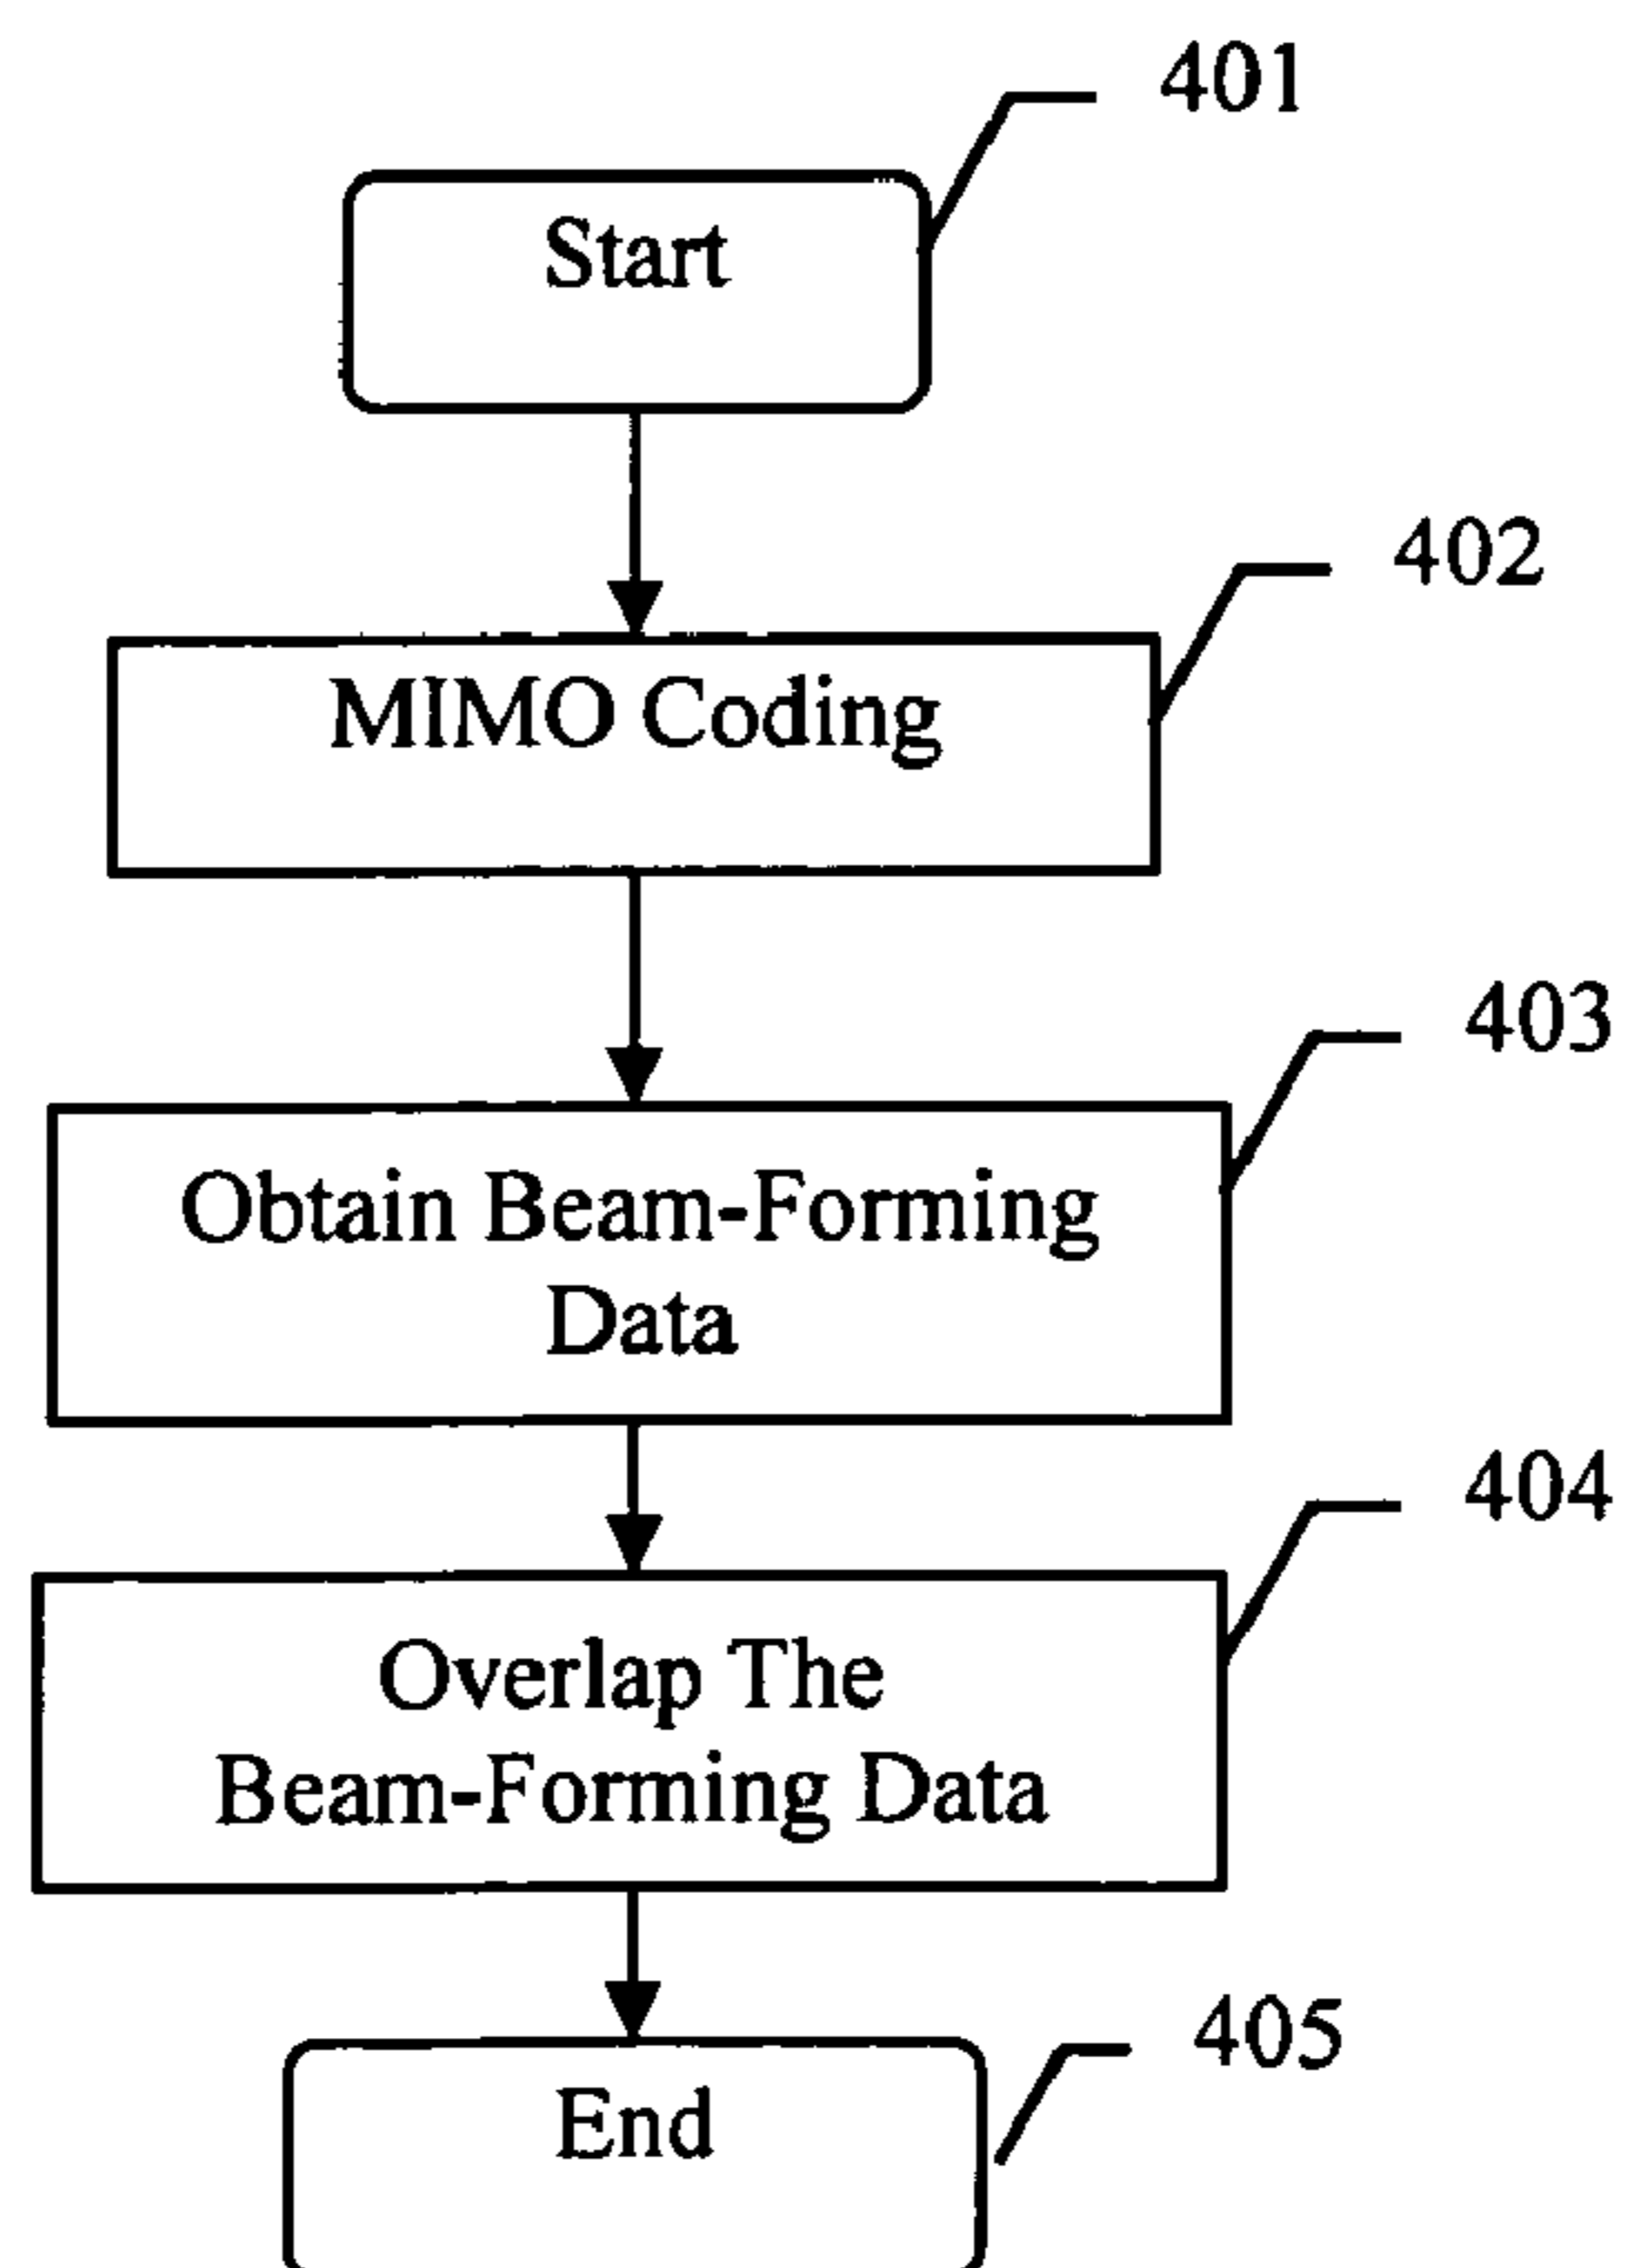 401
Start
402
MIMO Coding
403
Obtain Beam-Forming
Data
404
Overlap The
Beam-Forming Data
405
End